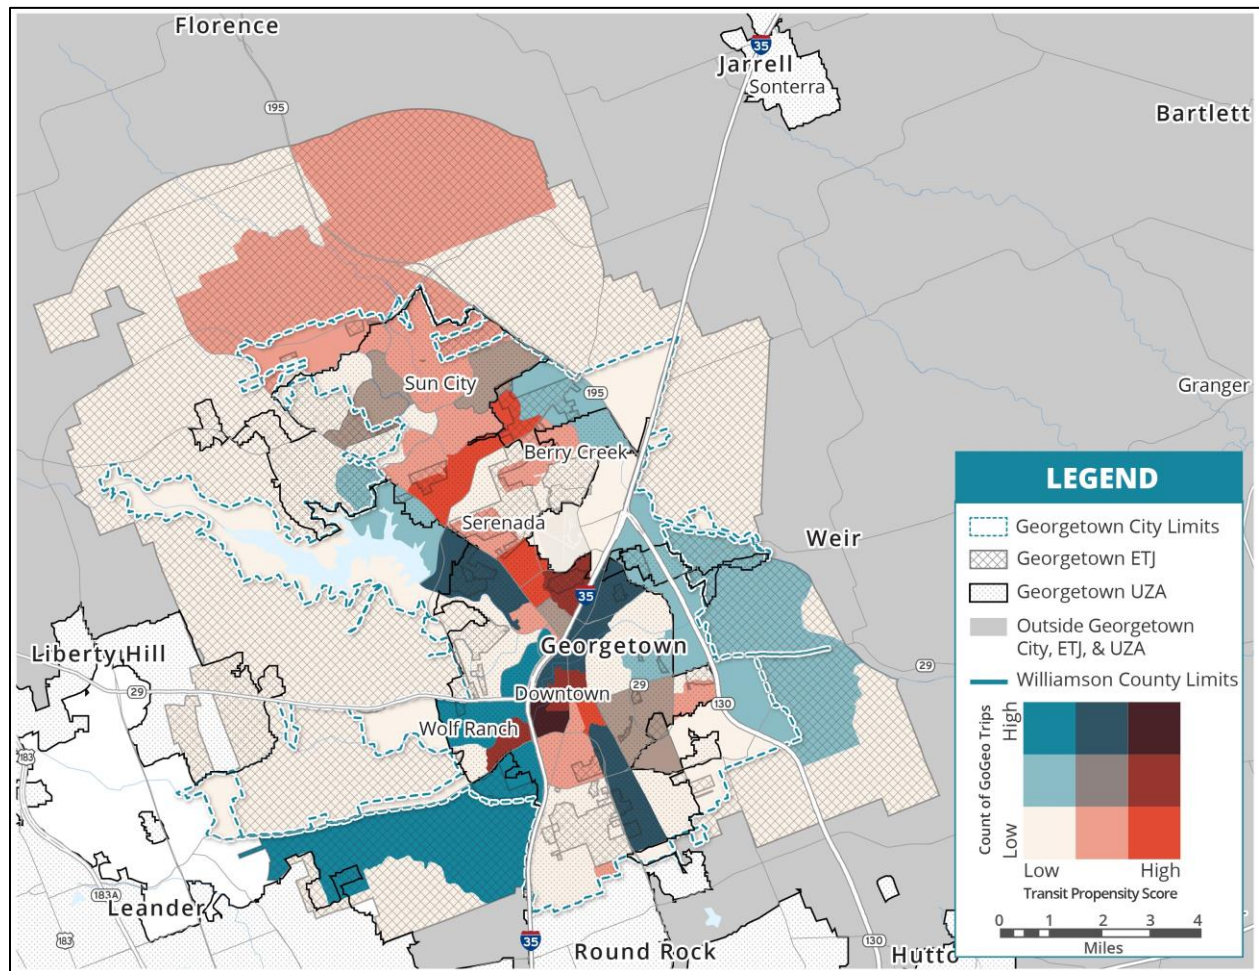 Florence
35
Jarrell
Sonterra
195
Bartlett
Sun City
Granger
195
Berry Creek
Serenada
Weir
35
Georgetown
Liberty Hill
29
29
Downtown
29
130
Wolf Ranch
183
183A
Leander
183
35
Round Rock
130
Hutto
LEGEND
Georgetown City Limits
Georgetown ETJ
Georgetown UZA
Outside Georgetown
City, ETJ, & UZA
Williamson County Limits
Count of GoGeo Trips
High
Low
Low High
Transit Propensity Score
0 1 2 3 4
Miles